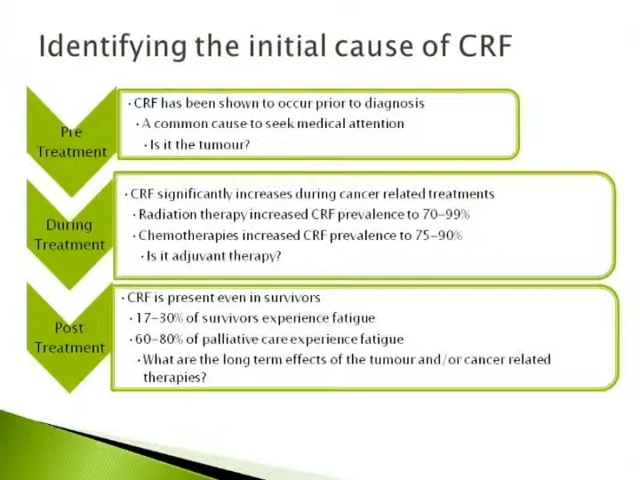 Identifying the initial cause of CRF
Pre
Treatment
• CRF has been shown to occur prior to diagnosis
• A common cause to seek medical attention
• Is it the tumour?
During
Treatment
• CRF significantly increases during cancer related treatments
• Radiation therapy increased CRF prevalence to 70–99%
• Chemotherapies increased CRF prevalence to 75–90%
• Is it adjuvant therapy?
Post
Treatment
• CRF is present even in survivors
• 17–30% of survivors experience fatigue
• 60–80% of palliative care experience fatigue
• What are the long term effects of the tumour and/or cancer related
therapies?